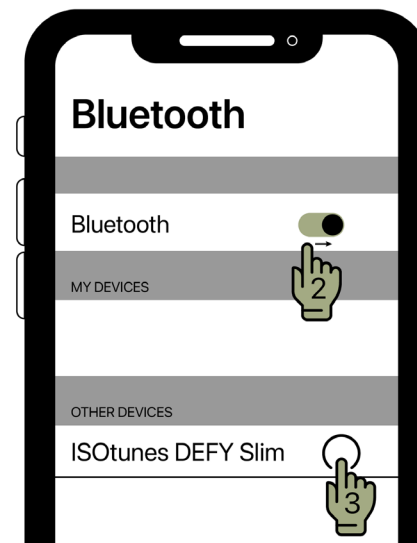 Bluetooth
Bluetooth
2
MY DEVICES
OTHER DEVICES
ISOtunes DEFY Slim
3